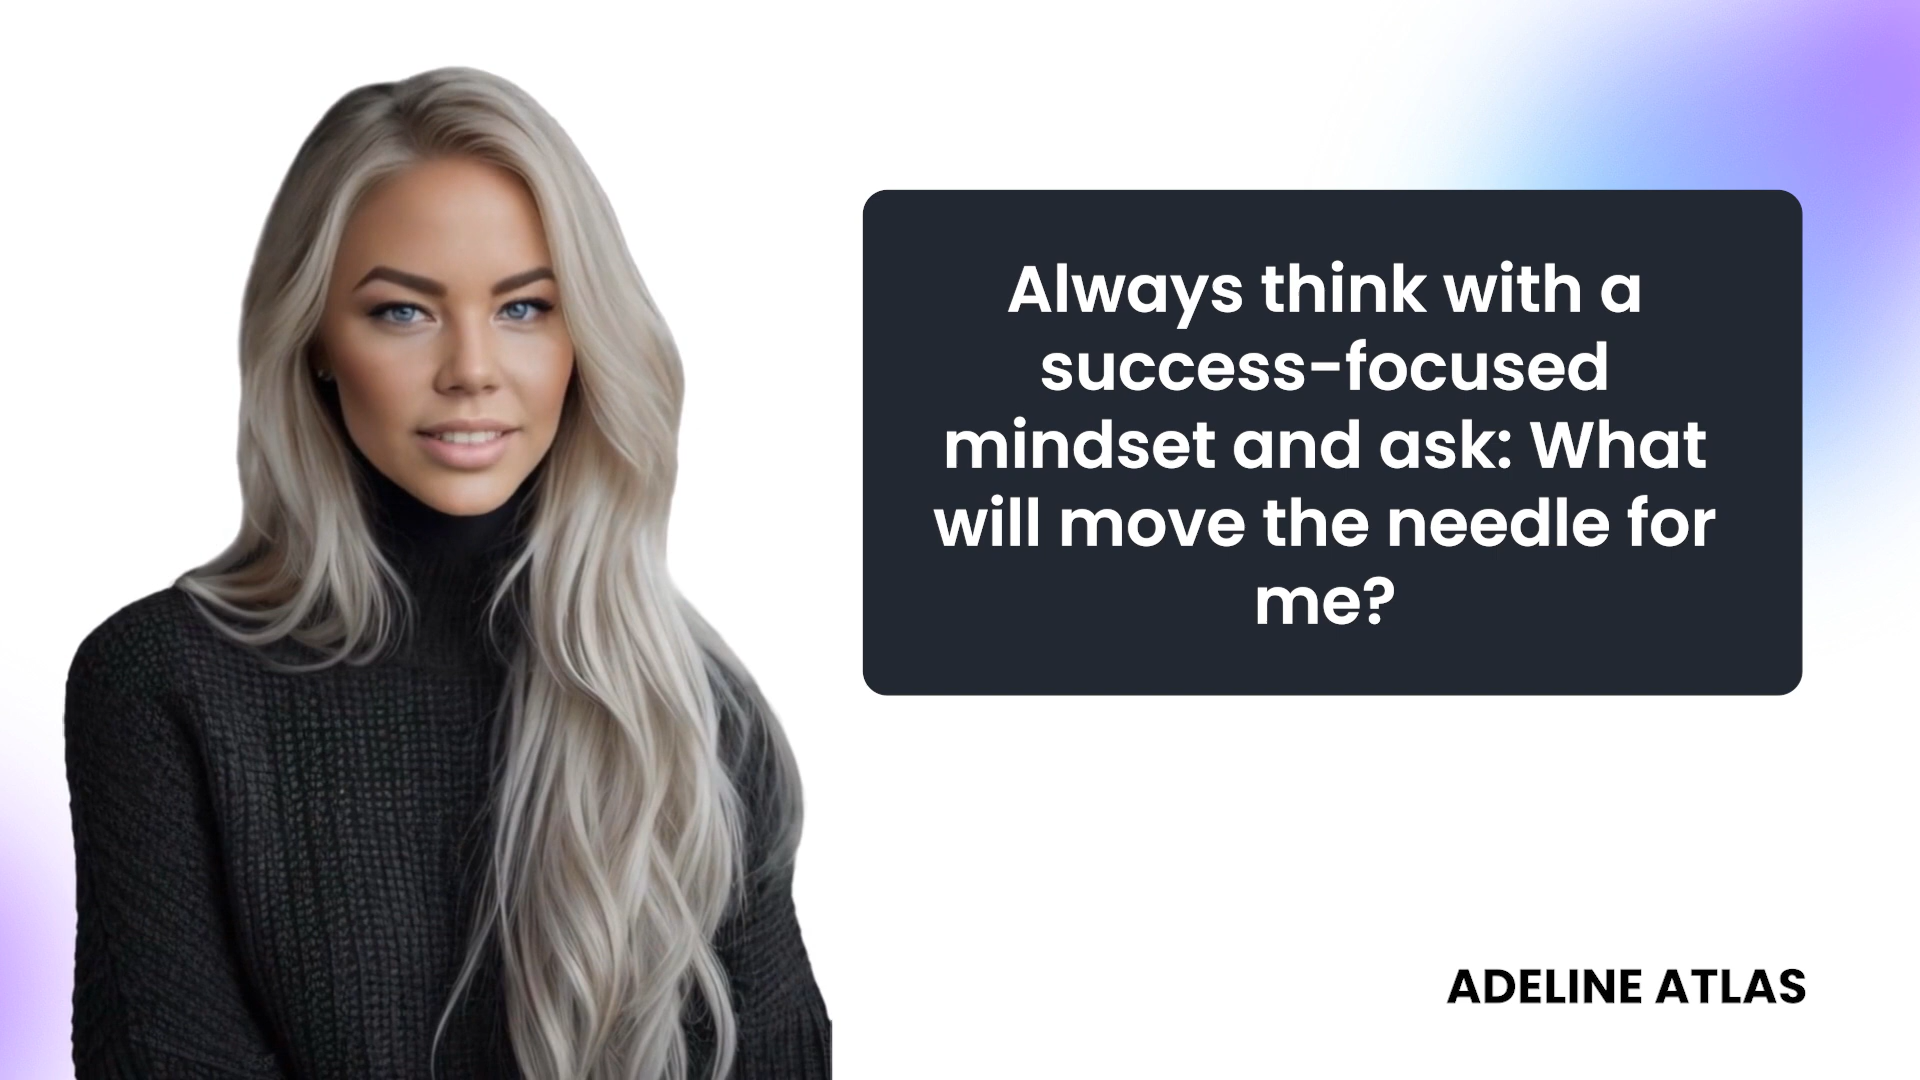 Always think with a
success-focused
mindset and ask: What
will move the needle for
me?
ADELINE ATLAS